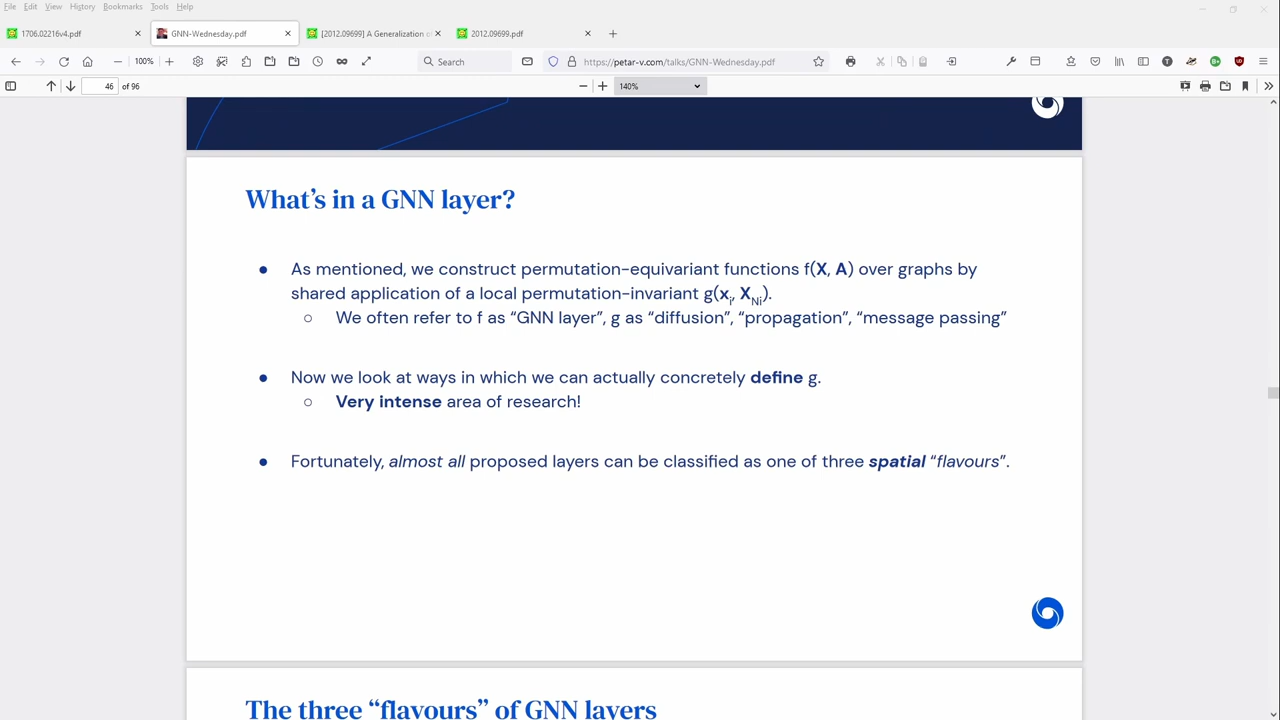 File Edit View History Bookmarks Tools Help
1706.02216v4.pdf GNN-Wednesday.pdf [2012.09699] A Generalization o 2012.09699.pdf
100% Search https://petar-v.com/talks/GNN-Wednesday.pdf
46 of 96 140%
What's in a GNN layer?
● As mentioned, we construct permutation-equivariant functions f(X, A) over graphs by
shared application of a local permutation-invariant g(xi, XNi).
○ We often refer to f as “GNN layer”, g as “diffusion”, “propagation”, “message passing”
● Now we look at ways in which we can actually concretely define g.
○ Very intense area of research!
● Fortunately, almost all proposed layers can be classified as one of three spatial “flavours”.
The three “flavours” of GNN layers